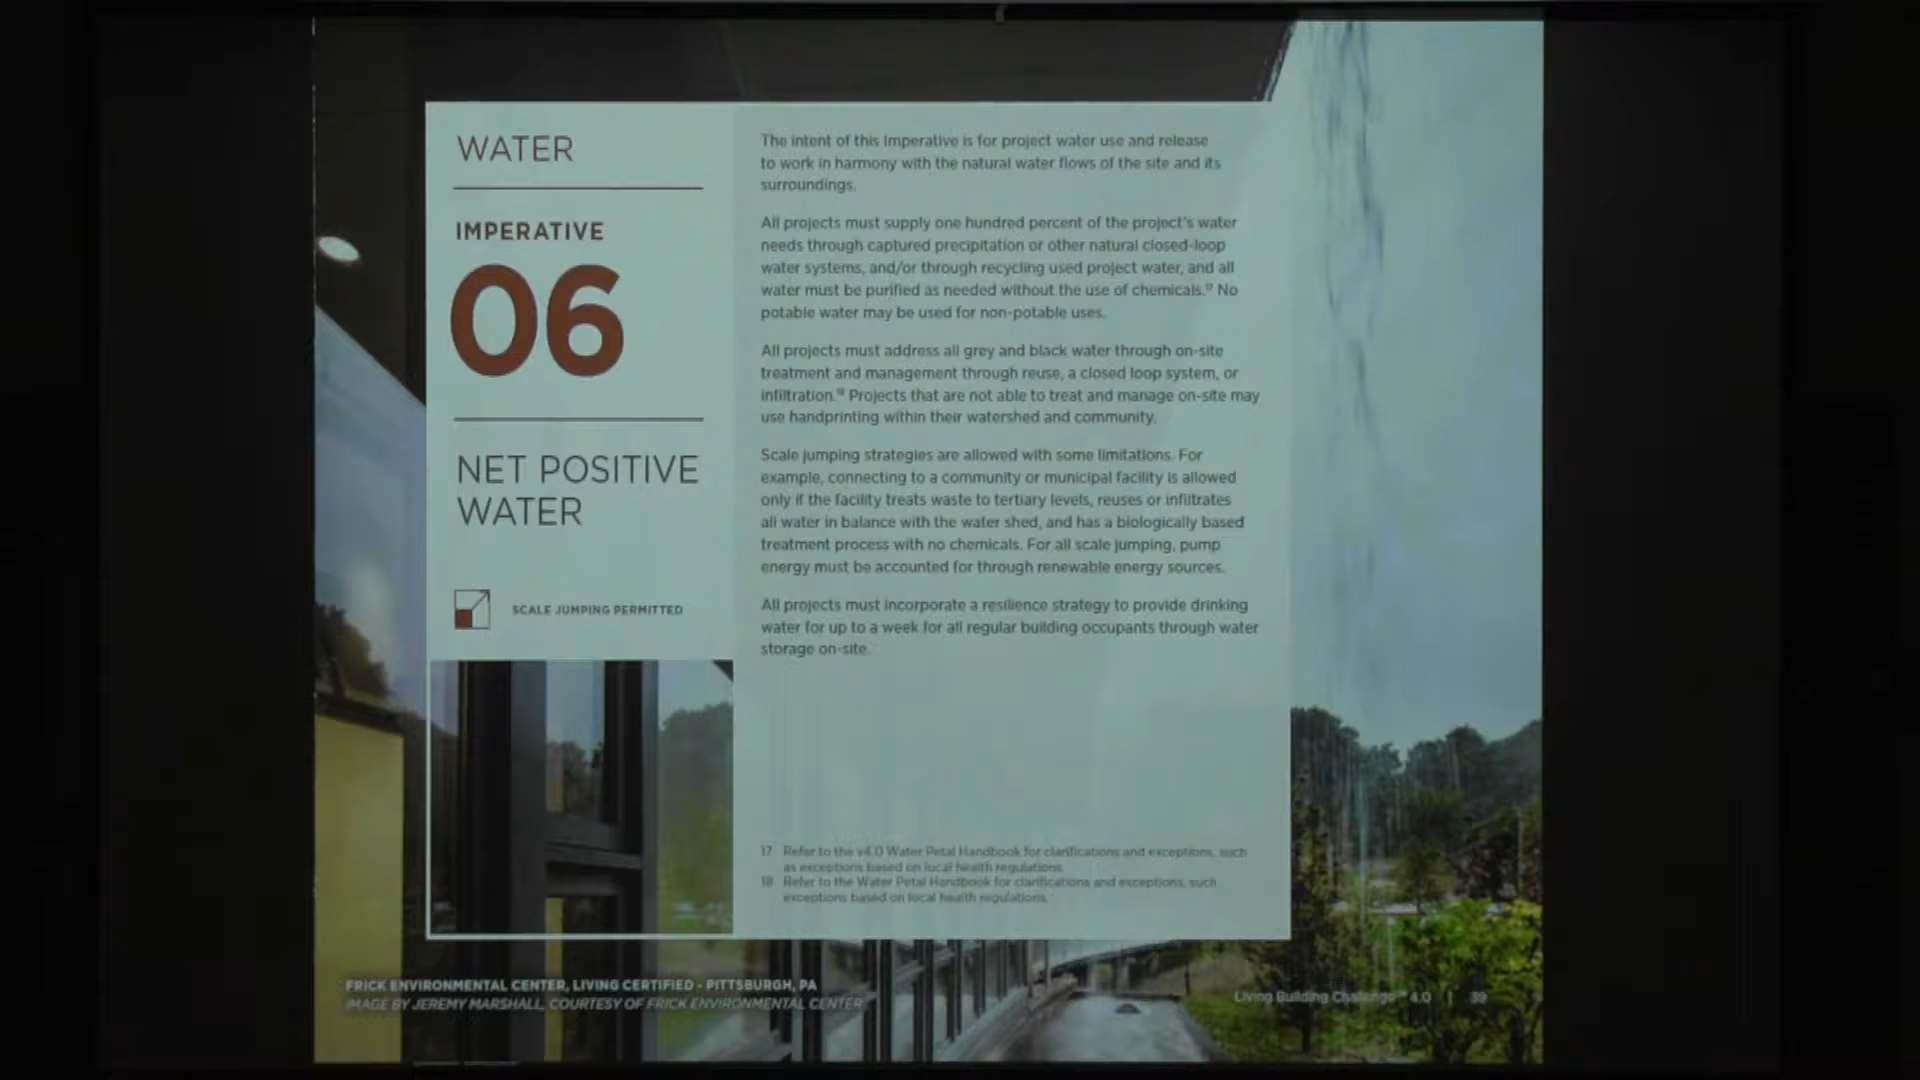 WATER
IMPERATIVE
06
NET POSITIVE
WATER
SCALE JUMPING PERMITTED
The intent of this Imperative is for project water use and release
to work in harmony with the natural water flows of the site and its
surroundings.
All projects must supply one hundred percent of the project's water
needs through captured precipitation or other natural closed-loop
water systems, and/or through recycling used project water, and all
water must be purified as needed without the use of chemicals.17 No
potable water may be used for non-potable uses.
All projects must address all grey and black water through on-site
treatment and management through reuse, a closed loop system, or
infiltration.18 Projects that are not able to treat and manage on-site may
use handprinting within their watershed and community.
Scale jumping strategies are allowed with some limitations. For
example, connecting to a community or municipal facility is allowed
only if the facility treats waste to tertiary levels, reuses or infiltrates
all water in balance with the water shed, and has a biologically based
treatment process with no chemicals. For all scale jumping, pump
energy must be accounted for through renewable energy sources.
All projects must incorporate a resilience strategy to provide drinking
water for up to a week for all regular building occupants through water
storage on-site.
17 Refer to the v4.0 Water Petal Handbook for clarifications and exceptions, such
as exceptions based on local health regulations.
18 Refer to the Water Petal Handbook for clarifications and exceptions, such
exceptions based on local health regulations.
FRICK ENVIRONMENTAL CENTER, LIVING CERTIFIED - PITTSBURGH, PA
IMAGE BY JEREMY MARSHALL, COURTESY OF FRICK ENVIRONMENTAL CENTER
Living Building Challenge℠ 4.0 | 39